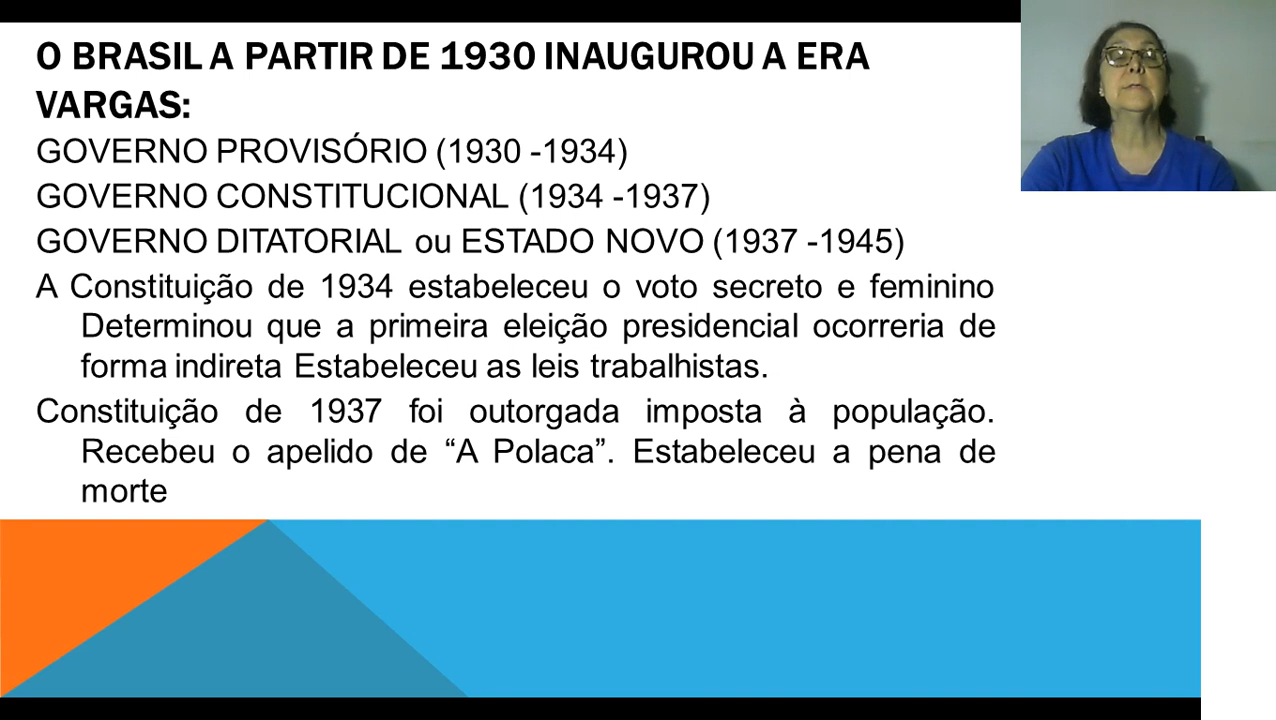 O BRASIL A PARTIR DE 1930 INAUGUROU A ERA
VARGAS:
GOVERNO PROVISÓRIO (1930 -1934)
GOVERNO CONSTITUCIONAL (1934 -1937)
GOVERNO DITATORIAL ou ESTADO NOVO (1937 -1945)
A Constituição de 1934 estabeleceu o voto secreto e feminino
Determinou que a primeira eleição presidencial ocorreria de
forma indireta Estabeleceu as leis trabalhistas.
Constituição de 1937 foi outorgada imposta à população.
Recebeu o apelido de “A Polaca”. Estabeleceu a pena de
morte